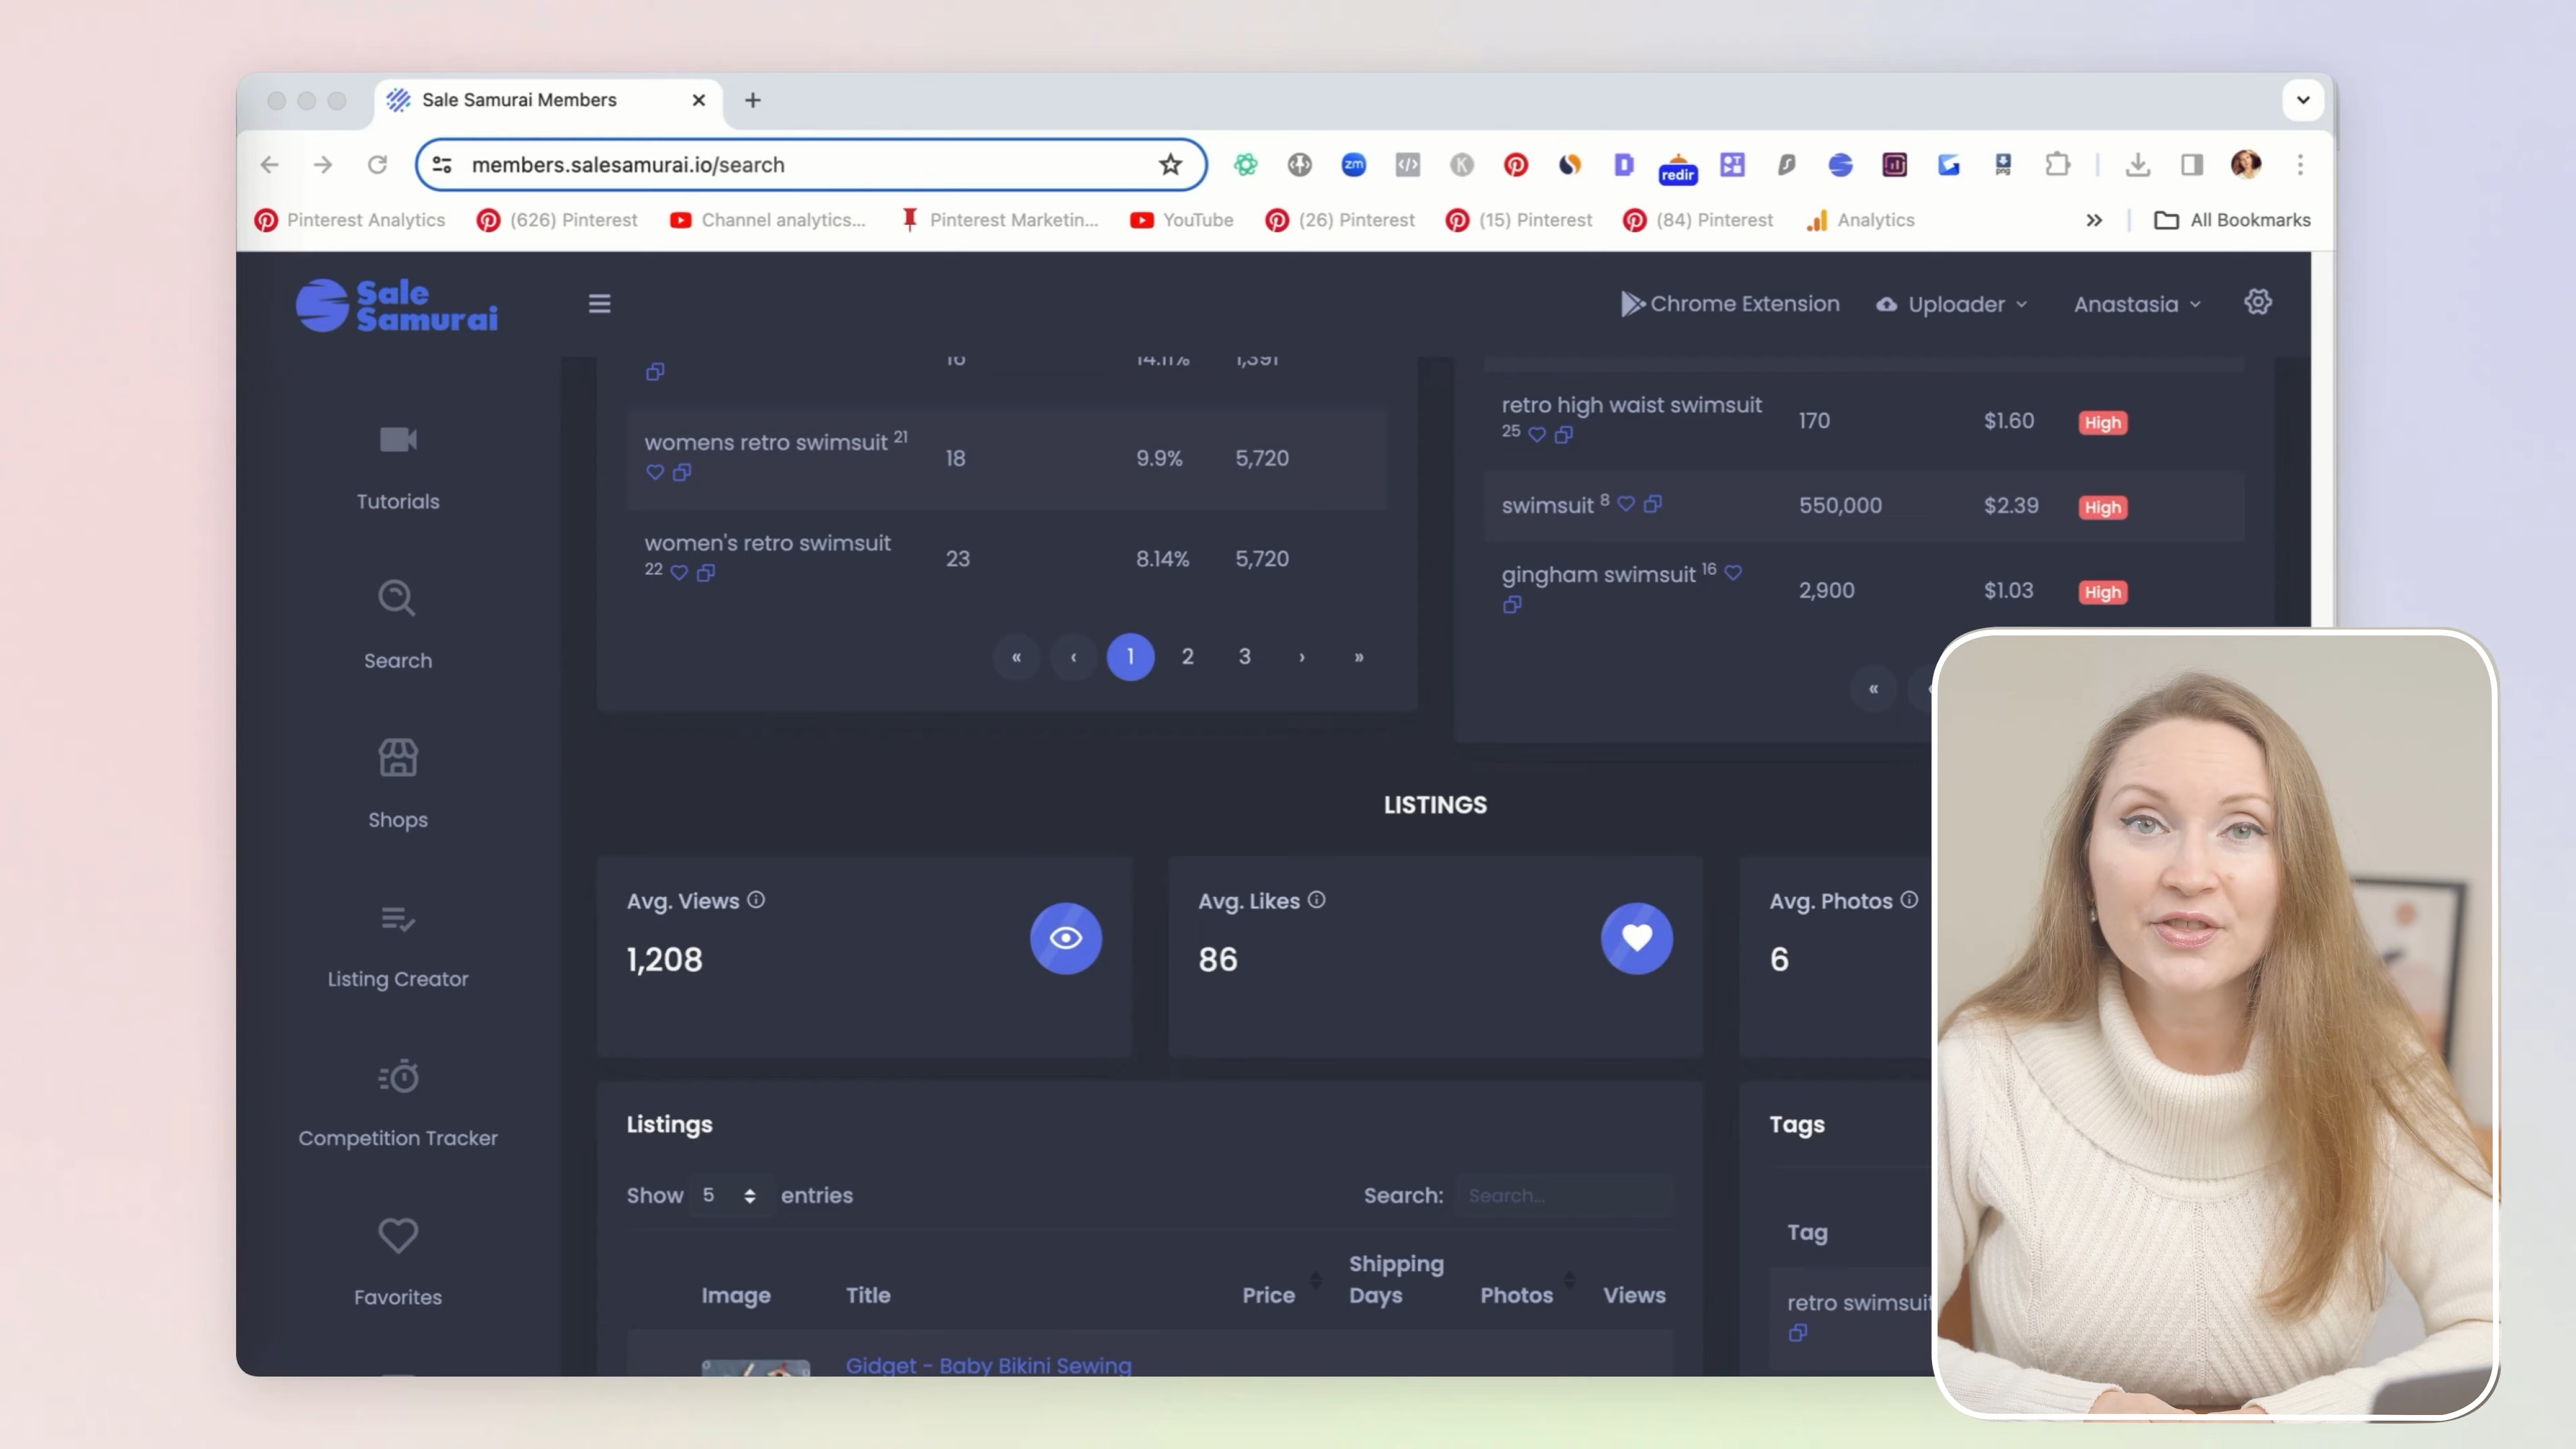 Sale Samurai Members
members.salesamurai.io/search
zm
redir
Pinterest Analytics
(626) Pinterest
Channel analytics...
Pinterest Marketin...
YouTube
(26) Pinterest
(15) Pinterest
(84) Pinterest
Analytics
All Bookmarks
Sale
Samurai
Chrome Extension
Uploader
Anastasia
Tutorials
Search
Shops
Listing Creator
Competition Tracker
Favorites
womens retro swimsuit 21 18 9.9% 5,720
women's retro swimsuit 23 8.14% 5,720
22
« ‹ 1 2 3 › »
retro high waist swimsuit 170 $1.60 High
25
swimsuit 8 550,000 $2.39 High
gingham swimsuit 16 2,900 $1.03 High
«
LISTINGS
Avg. Views
1,208
Avg. Likes
86
Avg. Photos
6
Listings
Show 5 entries
Search: Search...
Image Title Price Shipping Days Photos Views
Gidget - Baby Bikini Sewing
Tags
Tag
retro swimsuit